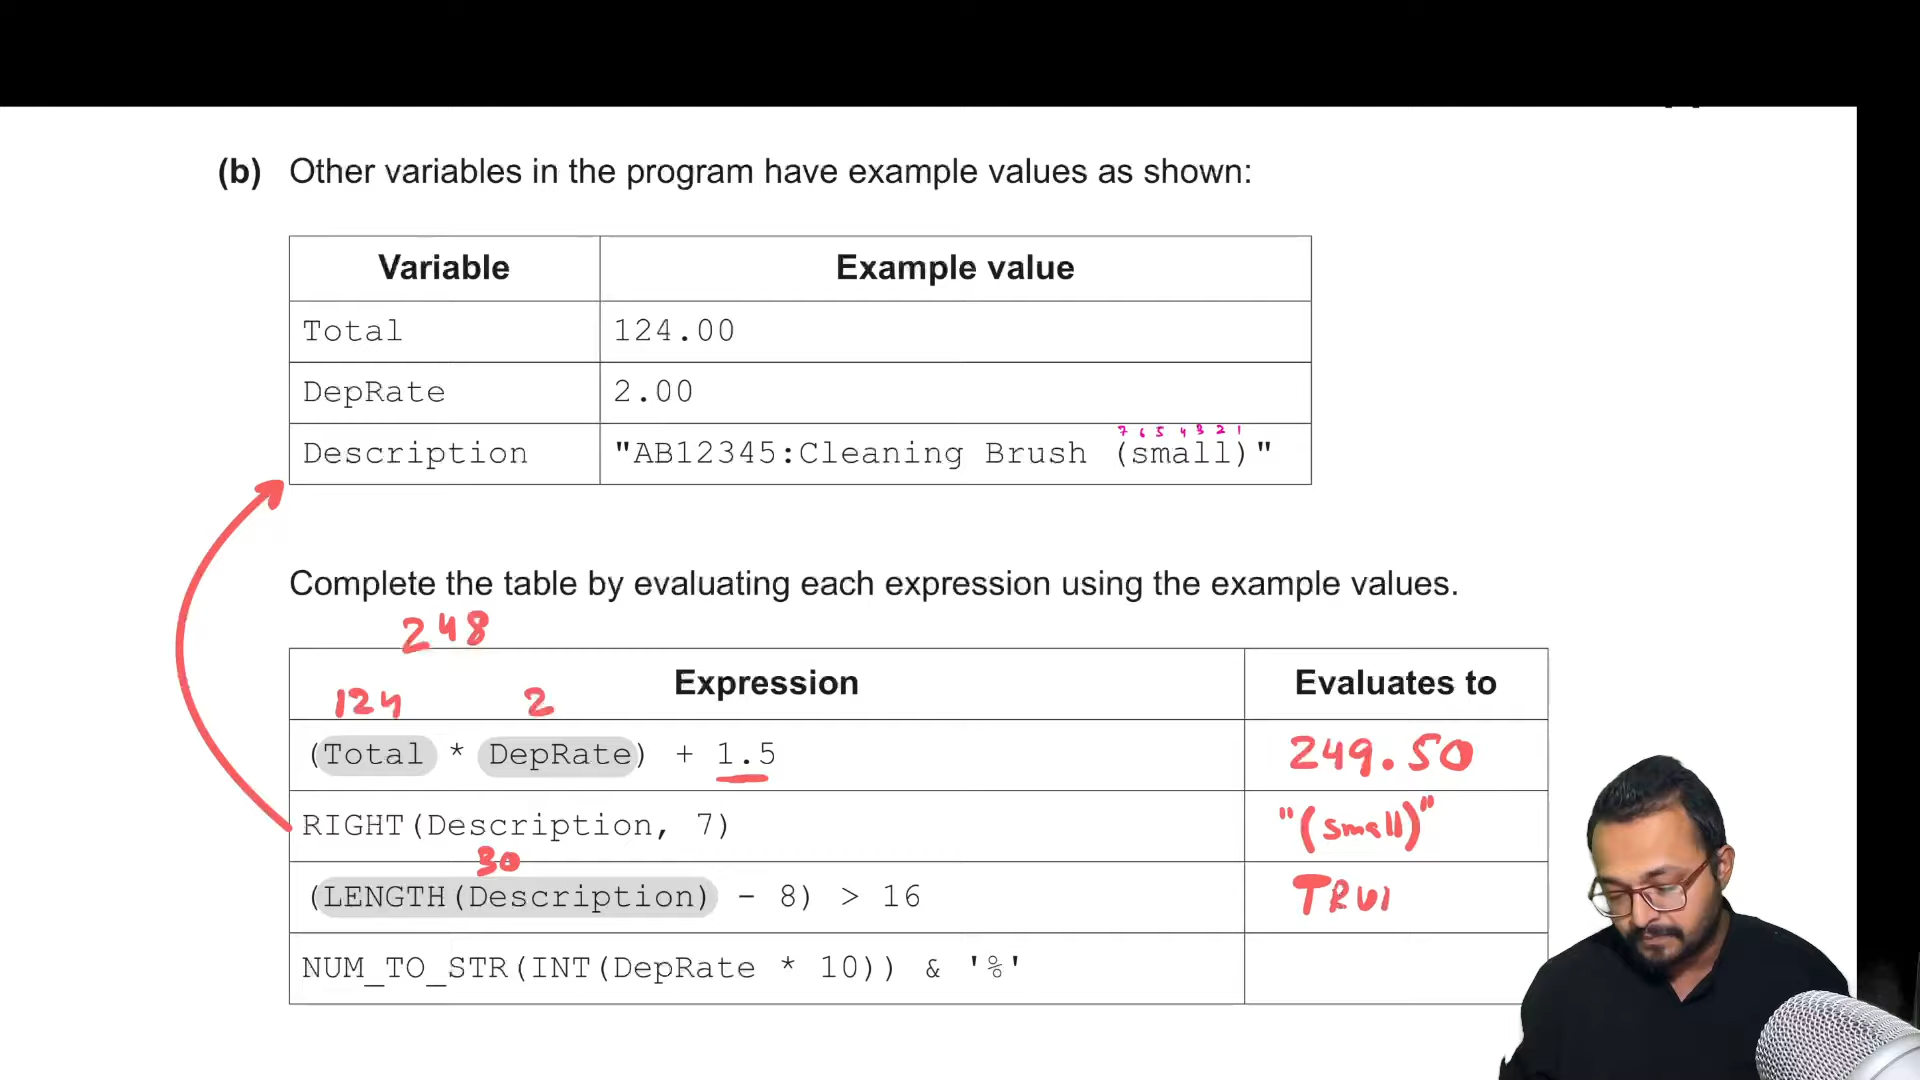 (b) Other variables in the program have example values as shown:
Variable Example value
Total 124.00
DepRate 2.00
7 6 5 4 3 2 1
Description "AB12345:Cleaning Brush (small)"
Complete the table by evaluating each expression using the example values.
248
Expression Evaluates to
124 2
(Total * DepRate) + 1.5 249.50
RIGHT(Description, 7) "(small)"
30
(LENGTH(Description) - 8) > 16 TRUI
NUM_TO_STR(INT(DepRate * 10)) & '%'